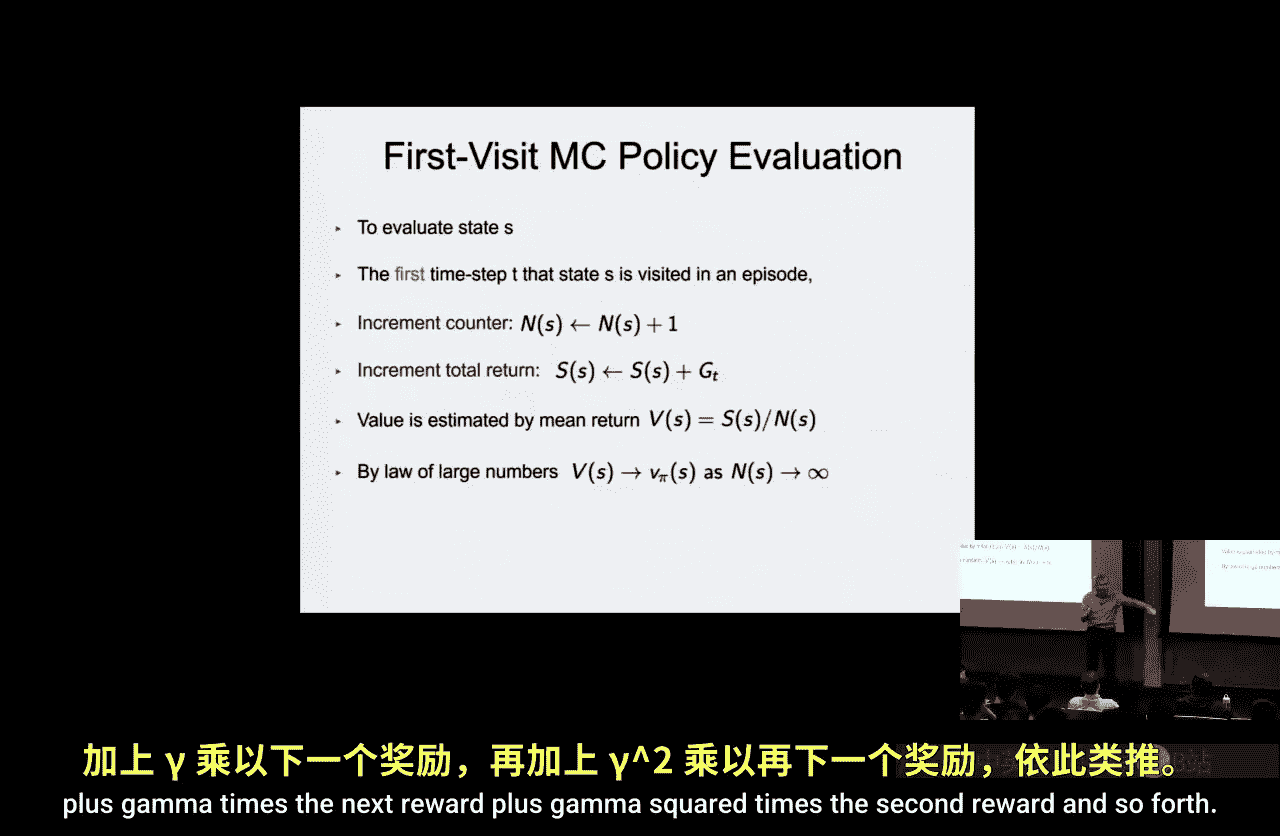 First-Visit MC Policy Evaluation
‣ To evaluate state s
‣ The first time-step t that state s is visited in an episode,
‣ Increment counter: N(s) ← N(s) + 1
‣ Increment total return: S(s) ← S(s) + Gₜ
‣ Value is estimated by mean return V(s) = S(s)/N(s)
‣ By law of large numbers V(s) → vπ(s) as N(s) → ∞
加上 γ 乘以下一个奖励，再加上 γ^2 乘以再下一个奖励，依此类推。
plus gamma times the next reward plus gamma squared times the second reward and so forth.